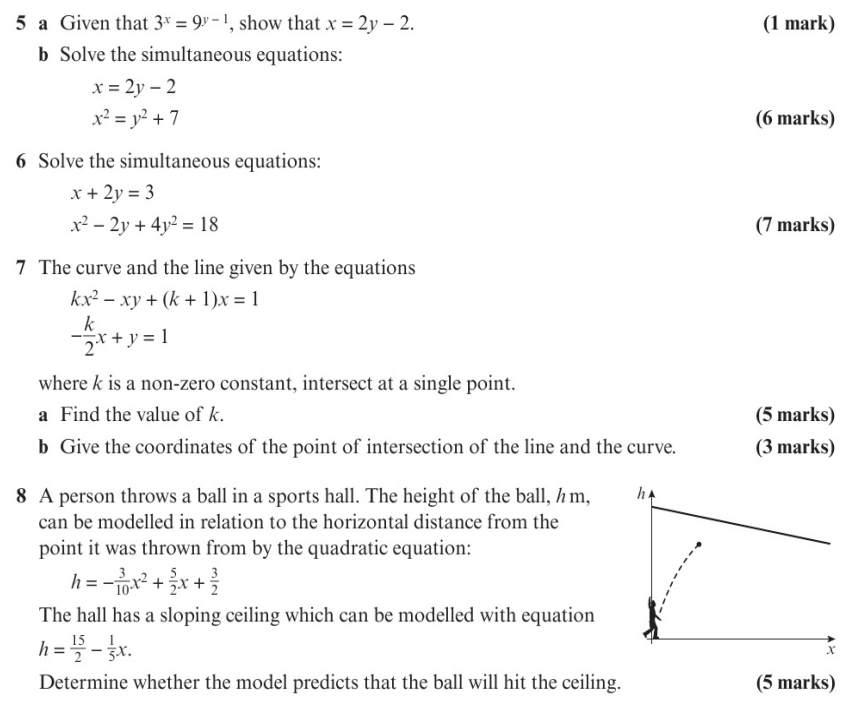 5 a Given that 3ˣ = 9ʸ⁻¹, show that x = 2y – 2. (1 mark)
b Solve the simultaneous equations:
x = 2y – 2
x² = y² + 7 (6 marks)
6 Solve the simultaneous equations:
x + 2y = 3
x² – 2y + 4y² = 18 (7 marks)
7 The curve and the line given by the equations
kx² – xy + (k + 1)x = 1
–k/2 x + y = 1
where k is a non-zero constant, intersect at a single point.
a Find the value of k. (5 marks)
b Give the coordinates of the point of intersection of the line and the curve. (3 marks)
8 A person throws a ball in a sports hall. The height of the ball, h m,
can be modelled in relation to the horizontal distance from the
point it was thrown from by the quadratic equation:
h = –3/10 x² + 5/2 x + 3/2
The hall has a sloping ceiling which can be modelled with equation
h = 15/2 – 1/5 x.
Determine whether the model predicts that the ball will hit the ceiling. (5 marks)
h
x